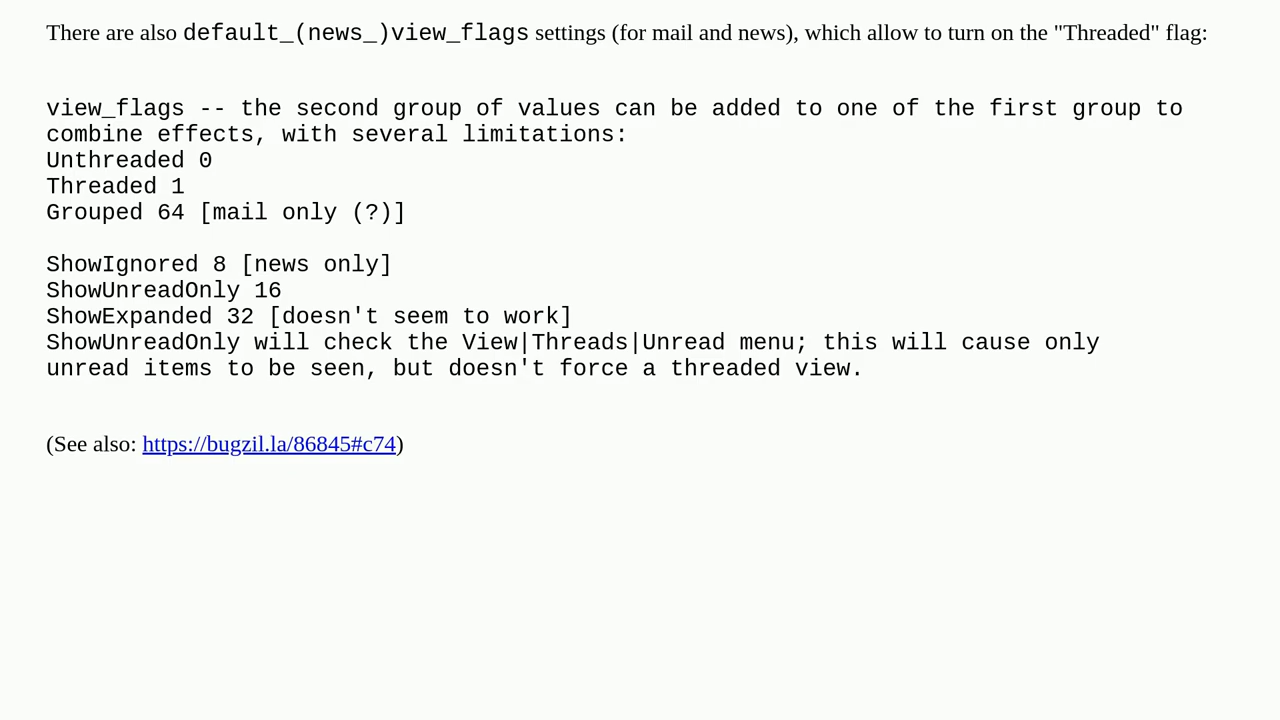 There are also default_(news_)view_flags settings (for mail and news), which allow to turn on the "Threaded" flag:
view_flags -- the second group of values can be added to one of the first group to
combine effects, with several limitations:
Unthreaded 0
Threaded 1
Grouped 64 [mail only (?)]
ShowIgnored 8 [news only]
ShowUnreadOnly 16
ShowExpanded 32 [doesn't seem to work]
ShowUnreadOnly will check the View|Threads|Unread menu; this will cause only
unread items to be seen, but doesn't force a threaded view.
(See also: https://bugzil.la/86845#c74)